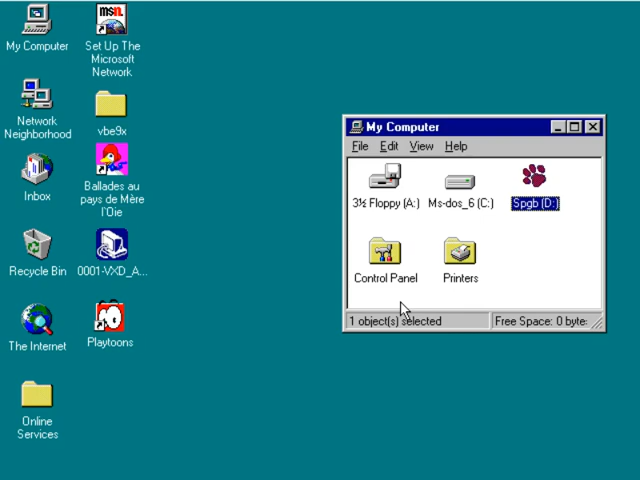 My Computer
msn.
Set Up The
Microsoft
Network
Network
Neighborhood
vbe9x
Inbox
Ballades au
pays de Mère
l'Oie
Recycle Bin
0001-VXD_A...
The Internet
Playtoons
Online
Services
My Computer
File Edit View Help
3½ Floppy (A:) Ms-dos_6 (C:) Spgb (D:)
Control Panel Printers
1 object(s) selected Free Space: 0 byte: